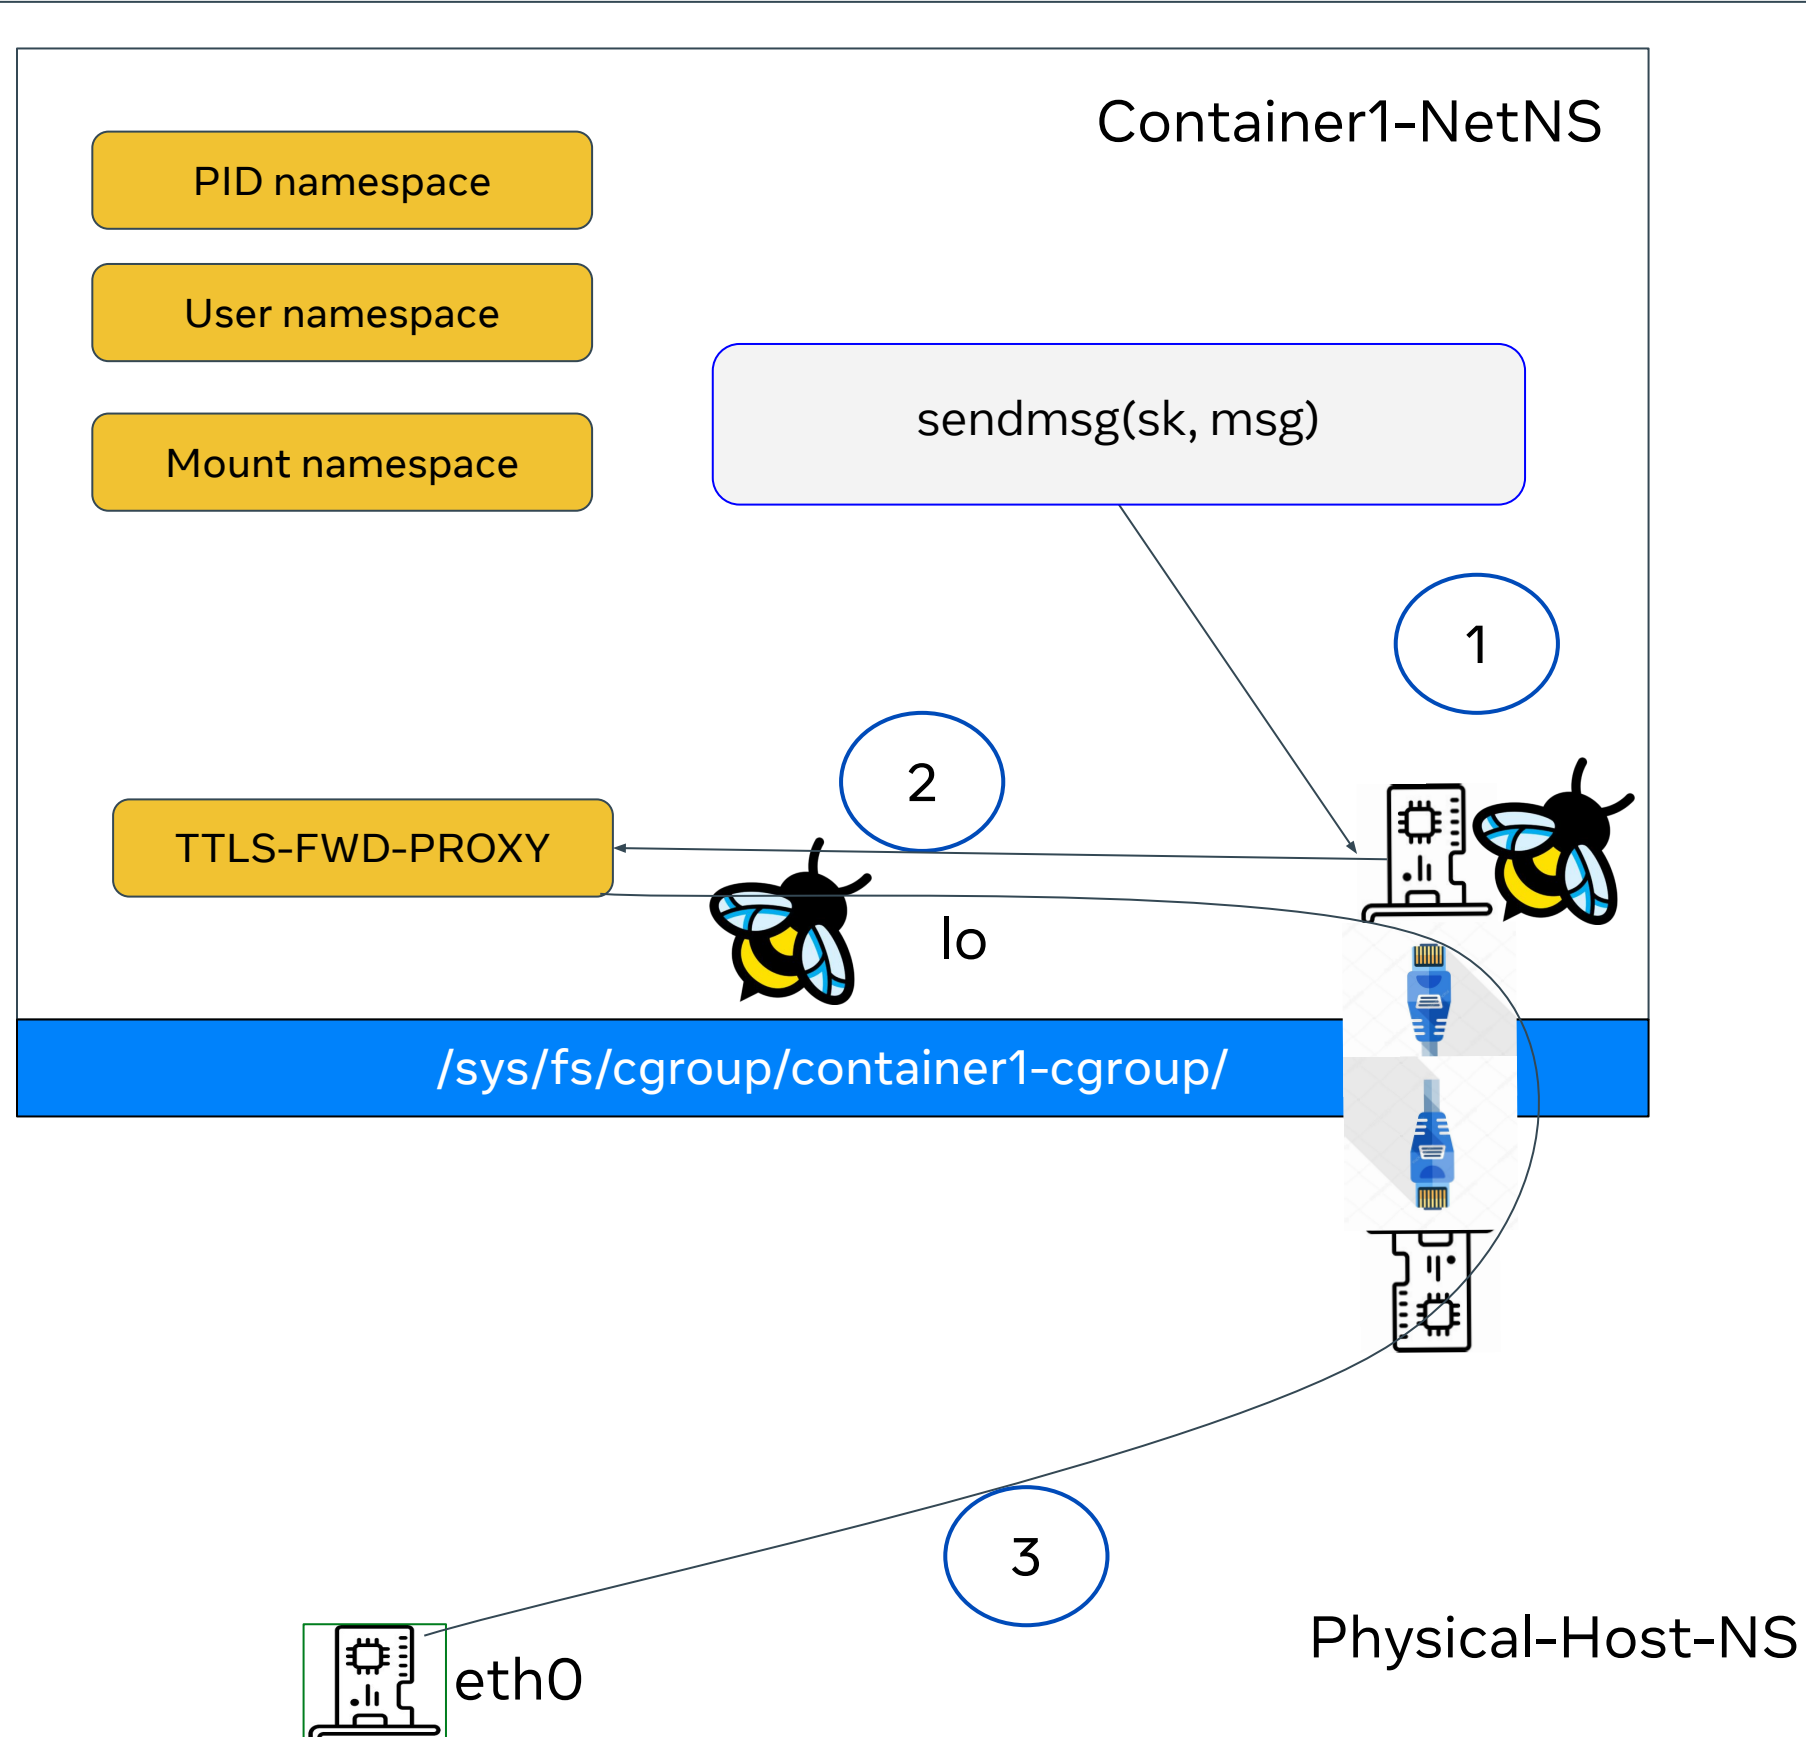 Container1-NetNS
PID namespace
User namespace
Mount namespace
sendmsg(sk, msg)
1
2
TTLS-FWD-PROXY
lo
/sys/fs/cgroup/container1-cgroup/
3
Physical-Host-NS
eth0